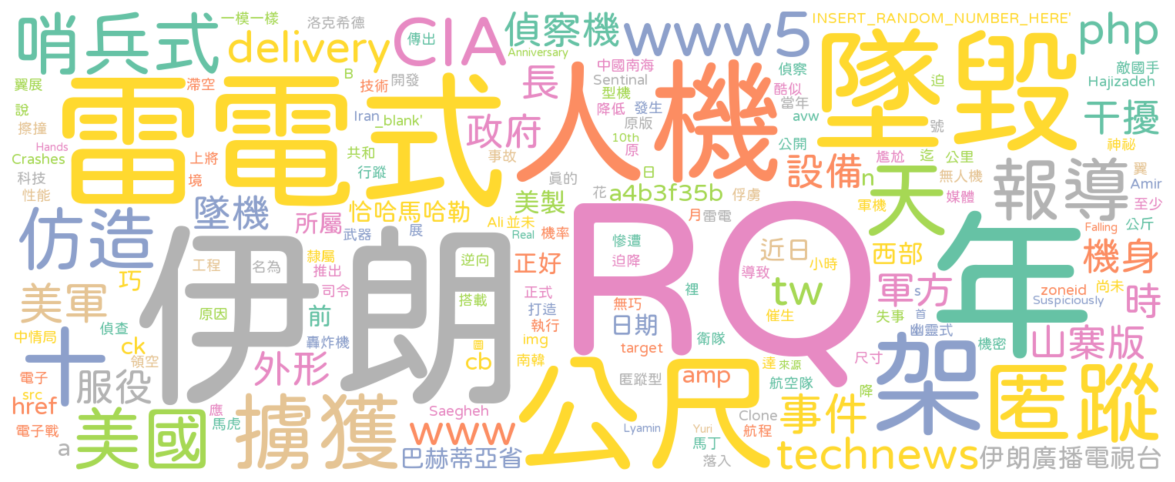 哨兵式
一模一樣
洛克希德
傳出
CIA
偵察機
Anniversary
www5
INSERT_RANDOM_NUMBER_HERE'
php
翼展
滯空
delivery
B
技術
開發
長
中國南海
Sentinal
型機
降低
發生
原版
酷似
偵察
當年
avw
迫
號
敵國手
Hajizadeh
干擾
說
擦撞
Hands
Crashes
科技
性能
雷電式
Iran
_blank'
共和
行蹤
政府
事故
人機
10th
原
日
公開
墜毀
神祕
上將
境
墜機
所屬
武器
恰哈馬哈勒
展
Ali
並未
Real
機率
美製
真的
花
a4b3f35b
俘虜
月
雷電
設備
尷尬
迄
n
天
公里
無人機
軍機
媒體
報導
翼
Amir
至少
Falling
公斤
仿造
美軍
巧
工程
名為
隸屬
推出
司令
伊朗
前
逆向
搭載
正好
正式
打造
執行
慘遭
迫降
無巧
日期
RQ
裡
衛隊
導致
近日
小時
tw
催生
達
來源
西部
軍方
s
失事
幽靈式
首
機密
年
zoneid
Suspiciously
尚未
機身
時
山寨版
中情局
偵查
十
ck
領空
原因
轟炸機
外形
圖
cb
img
南韓
target
匿蹤型
amp
航空隊
尺寸
降
架
匿蹤
電子
src
href
電子戰
服役
a
美國
應
馬虎
擄獲
Saegheh
www
巴赫蒂亞省
公尺
Lyamin
Yuri
馬丁
落入
Clone
航程
事件
technews
伊朗廣播電視台